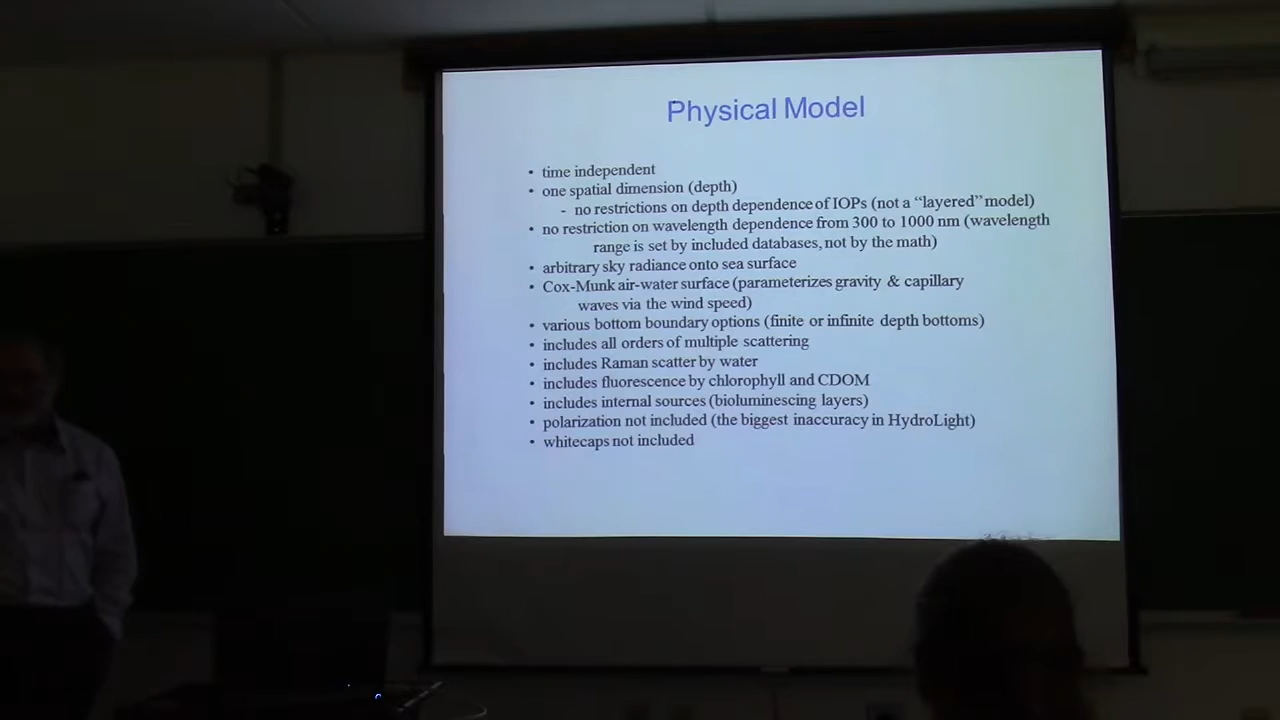 Physical Model
• time independent
• one spatial dimension (depth)
- no restrictions on depth dependence of IOPs (not a “layered” model)
• no restriction on wavelength dependence from 300 to 1000 nm (wavelength
range is set by included databases, not by the math)
• arbitrary sky radiance onto sea surface
• Cox-Munk air-water surface (parameterizes gravity & capillary
waves via the wind speed)
• various bottom boundary options (finite or infinite depth bottoms)
• includes all orders of multiple scattering
• includes Raman scatter by water
• includes fluorescence by chlorophyll and CDOM
• includes internal sources (bioluminescing layers)
• polarization not included (the biggest inaccuracy in HydroLight)
• whitecaps not included